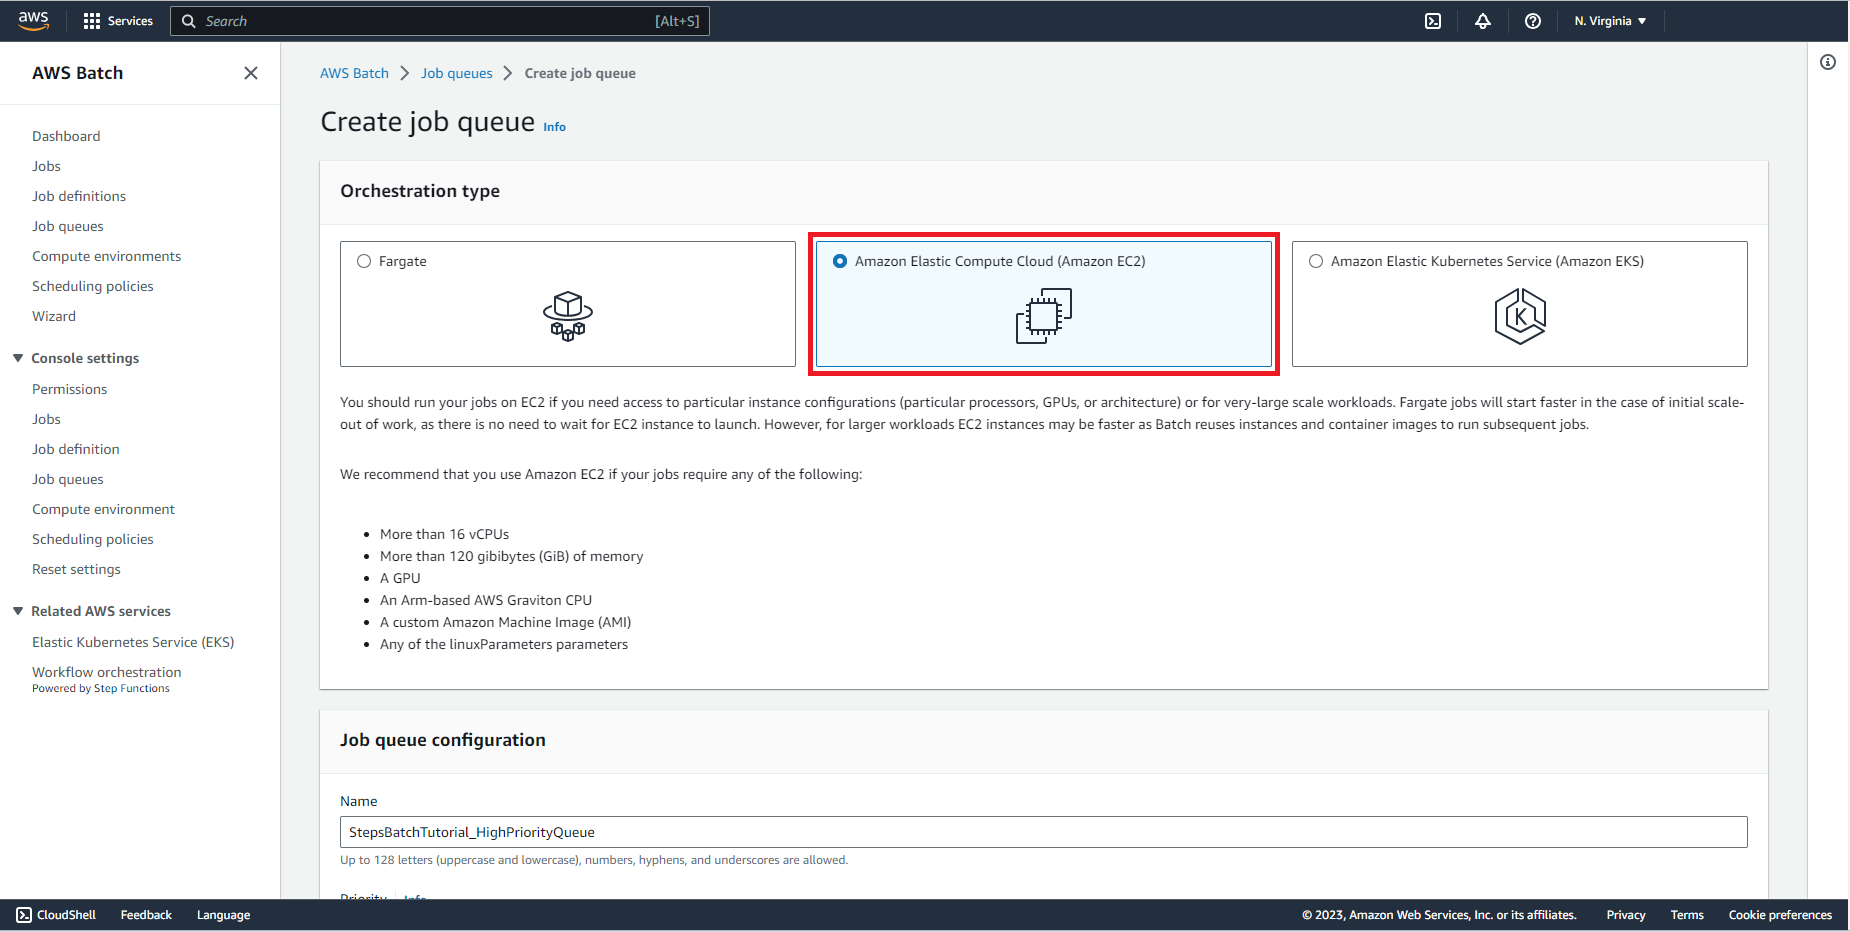 aws
Services
Search
[Alt+S]
N. Virginia
AWS Batch
Dashboard
Jobs
Job definitions
Job queues
Compute environments
Scheduling policies
Wizard
Console settings
Permissions
Jobs
Job definition
Job queues
Compute environment
Scheduling policies
Reset settings
Related AWS services
Elastic Kubernetes Service (EKS)
Workflow orchestration
Powered by Step Functions
AWS Batch
Job queues
Create job queue
Create job queue Info
Orchestration type
Fargate
Amazon Elastic Compute Cloud (Amazon EC2)
Amazon Elastic Kubernetes Service (Amazon EKS)
K
You should run your jobs on EC2 if you need access to particular instance configurations (particular processors, GPUs, or architecture) or for very-large scale workloads. Fargate jobs will start faster in the case of initial scale-
out of work, as there is no need to wait for EC2 instance to launch. However, for larger workloads EC2 instances may be faster as Batch reuses instances and container images to run subsequent jobs.
We recommend that you use Amazon EC2 if your jobs require any of the following:
• More than 16 vCPUs
• More than 120 gibibytes (GiB) of memory
• A GPU
• An Arm-based AWS Graviton CPU
• A custom Amazon Machine Image (AMI)
• Any of the linuxParameters parameters
Job queue configuration
Name
StepsBatchTutorial_HighPriorityQueue
Up to 128 letters (uppercase and lowercase), numbers, hyphens, and underscores are allowed.
Priority Info
CloudShell
Feedback
Language
© 2023, Amazon Web Services, Inc. or its affiliates.
Privacy
Terms
Cookie preferences